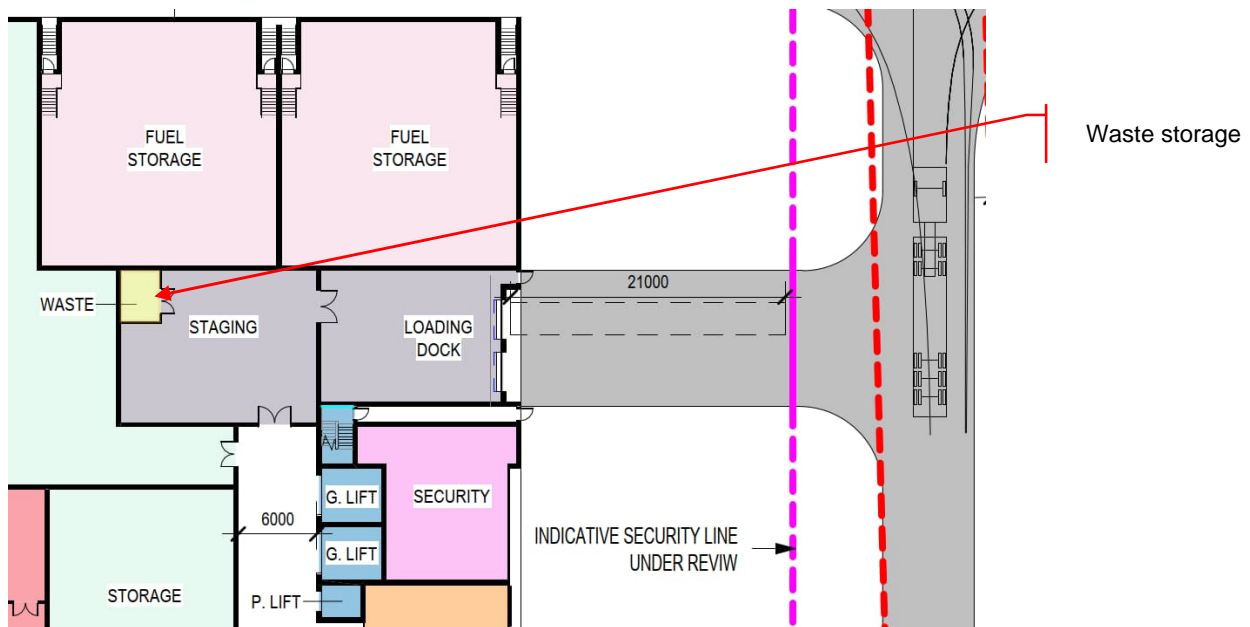 FUEL
STORAGE
FUEL
STORAGE
Waste storage
WASTE
STAGING
LOADING
DOCK
21000
G. LIFT
SECURITY
6000
G. LIFT
INDICATIVE SECURITY LINE
UNDER REVIW
STORAGE
P. LIFT